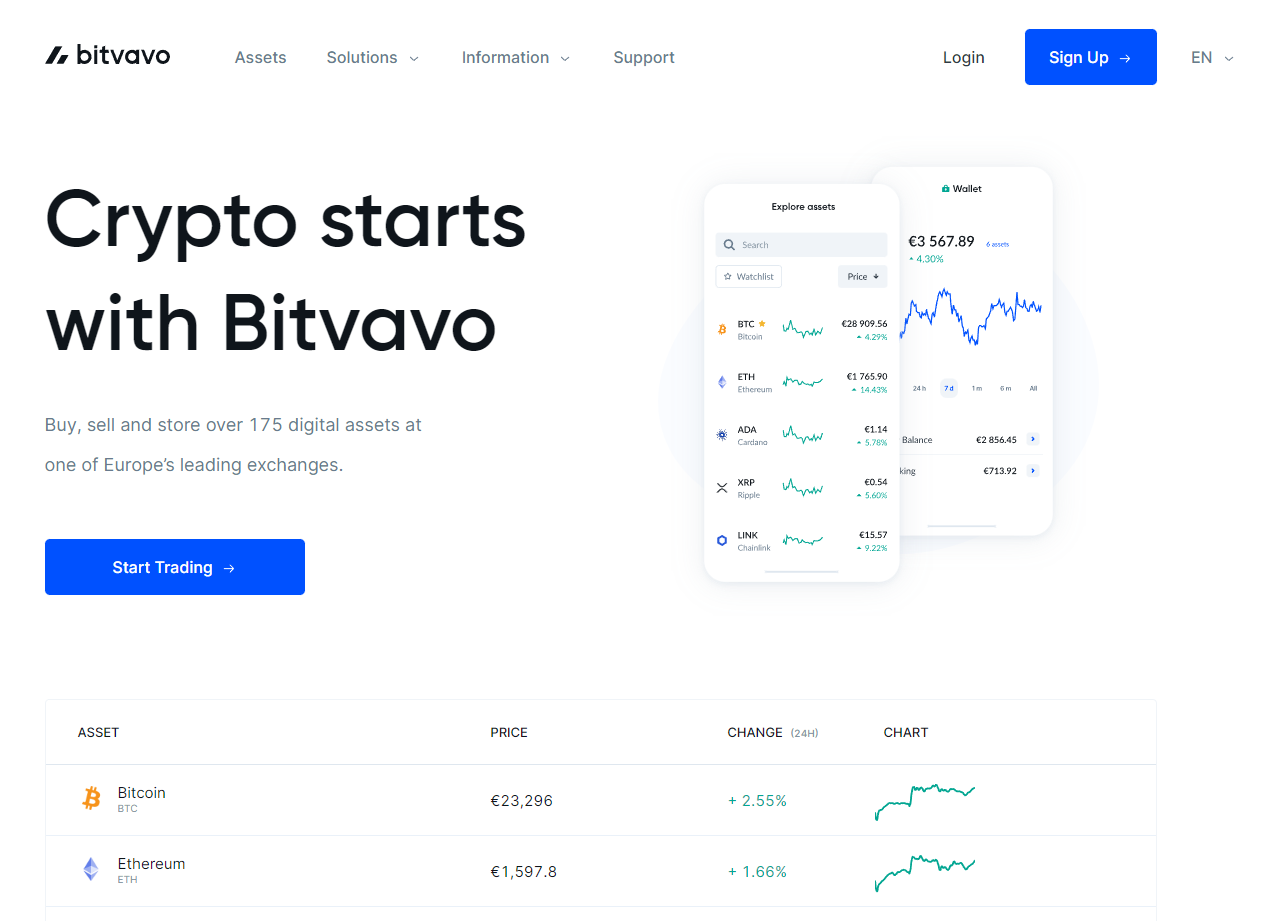 bitvavo
Assets
Solutions
Information
Support
Login
Sign Up →
EN
Crypto starts
with Bitvavo
Buy, sell and store over 175 digital assets at
one of Europe’s leading exchanges.
Start Trading →
Explore assets
Search
Watchlist
Price
BTC
Bitcoin
€28 909.56
4.29%
ETH
Ethereum
€1 765.90
14,43%
ADA
Cardano
€1.14
5.78%
XRP
Ripple
€0.54
5,60%
LINK
Chainlink
€15.57
9.22%
Wallet
€3 567.89 6 assets
4.30%
24 h 7 d 1 m 6 m All
Balance €2 856.45
king €713.92
ASSET PRICE CHANGE (24H) CHART
Bitcoin
BTC
€23,296
+ 2.55%
Ethereum
ETH
€1,597.8
+ 1.66%